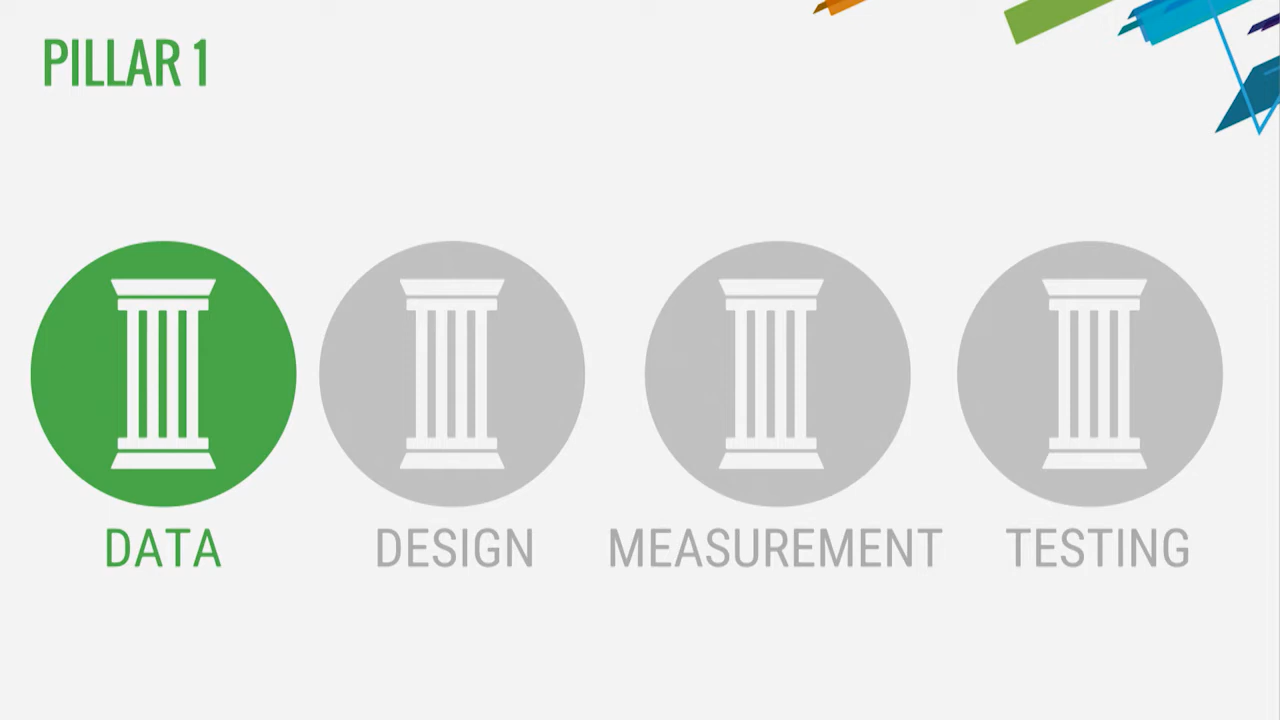 PILLAR 1
DATA
DESIGN
MEASUREMENT
TESTING